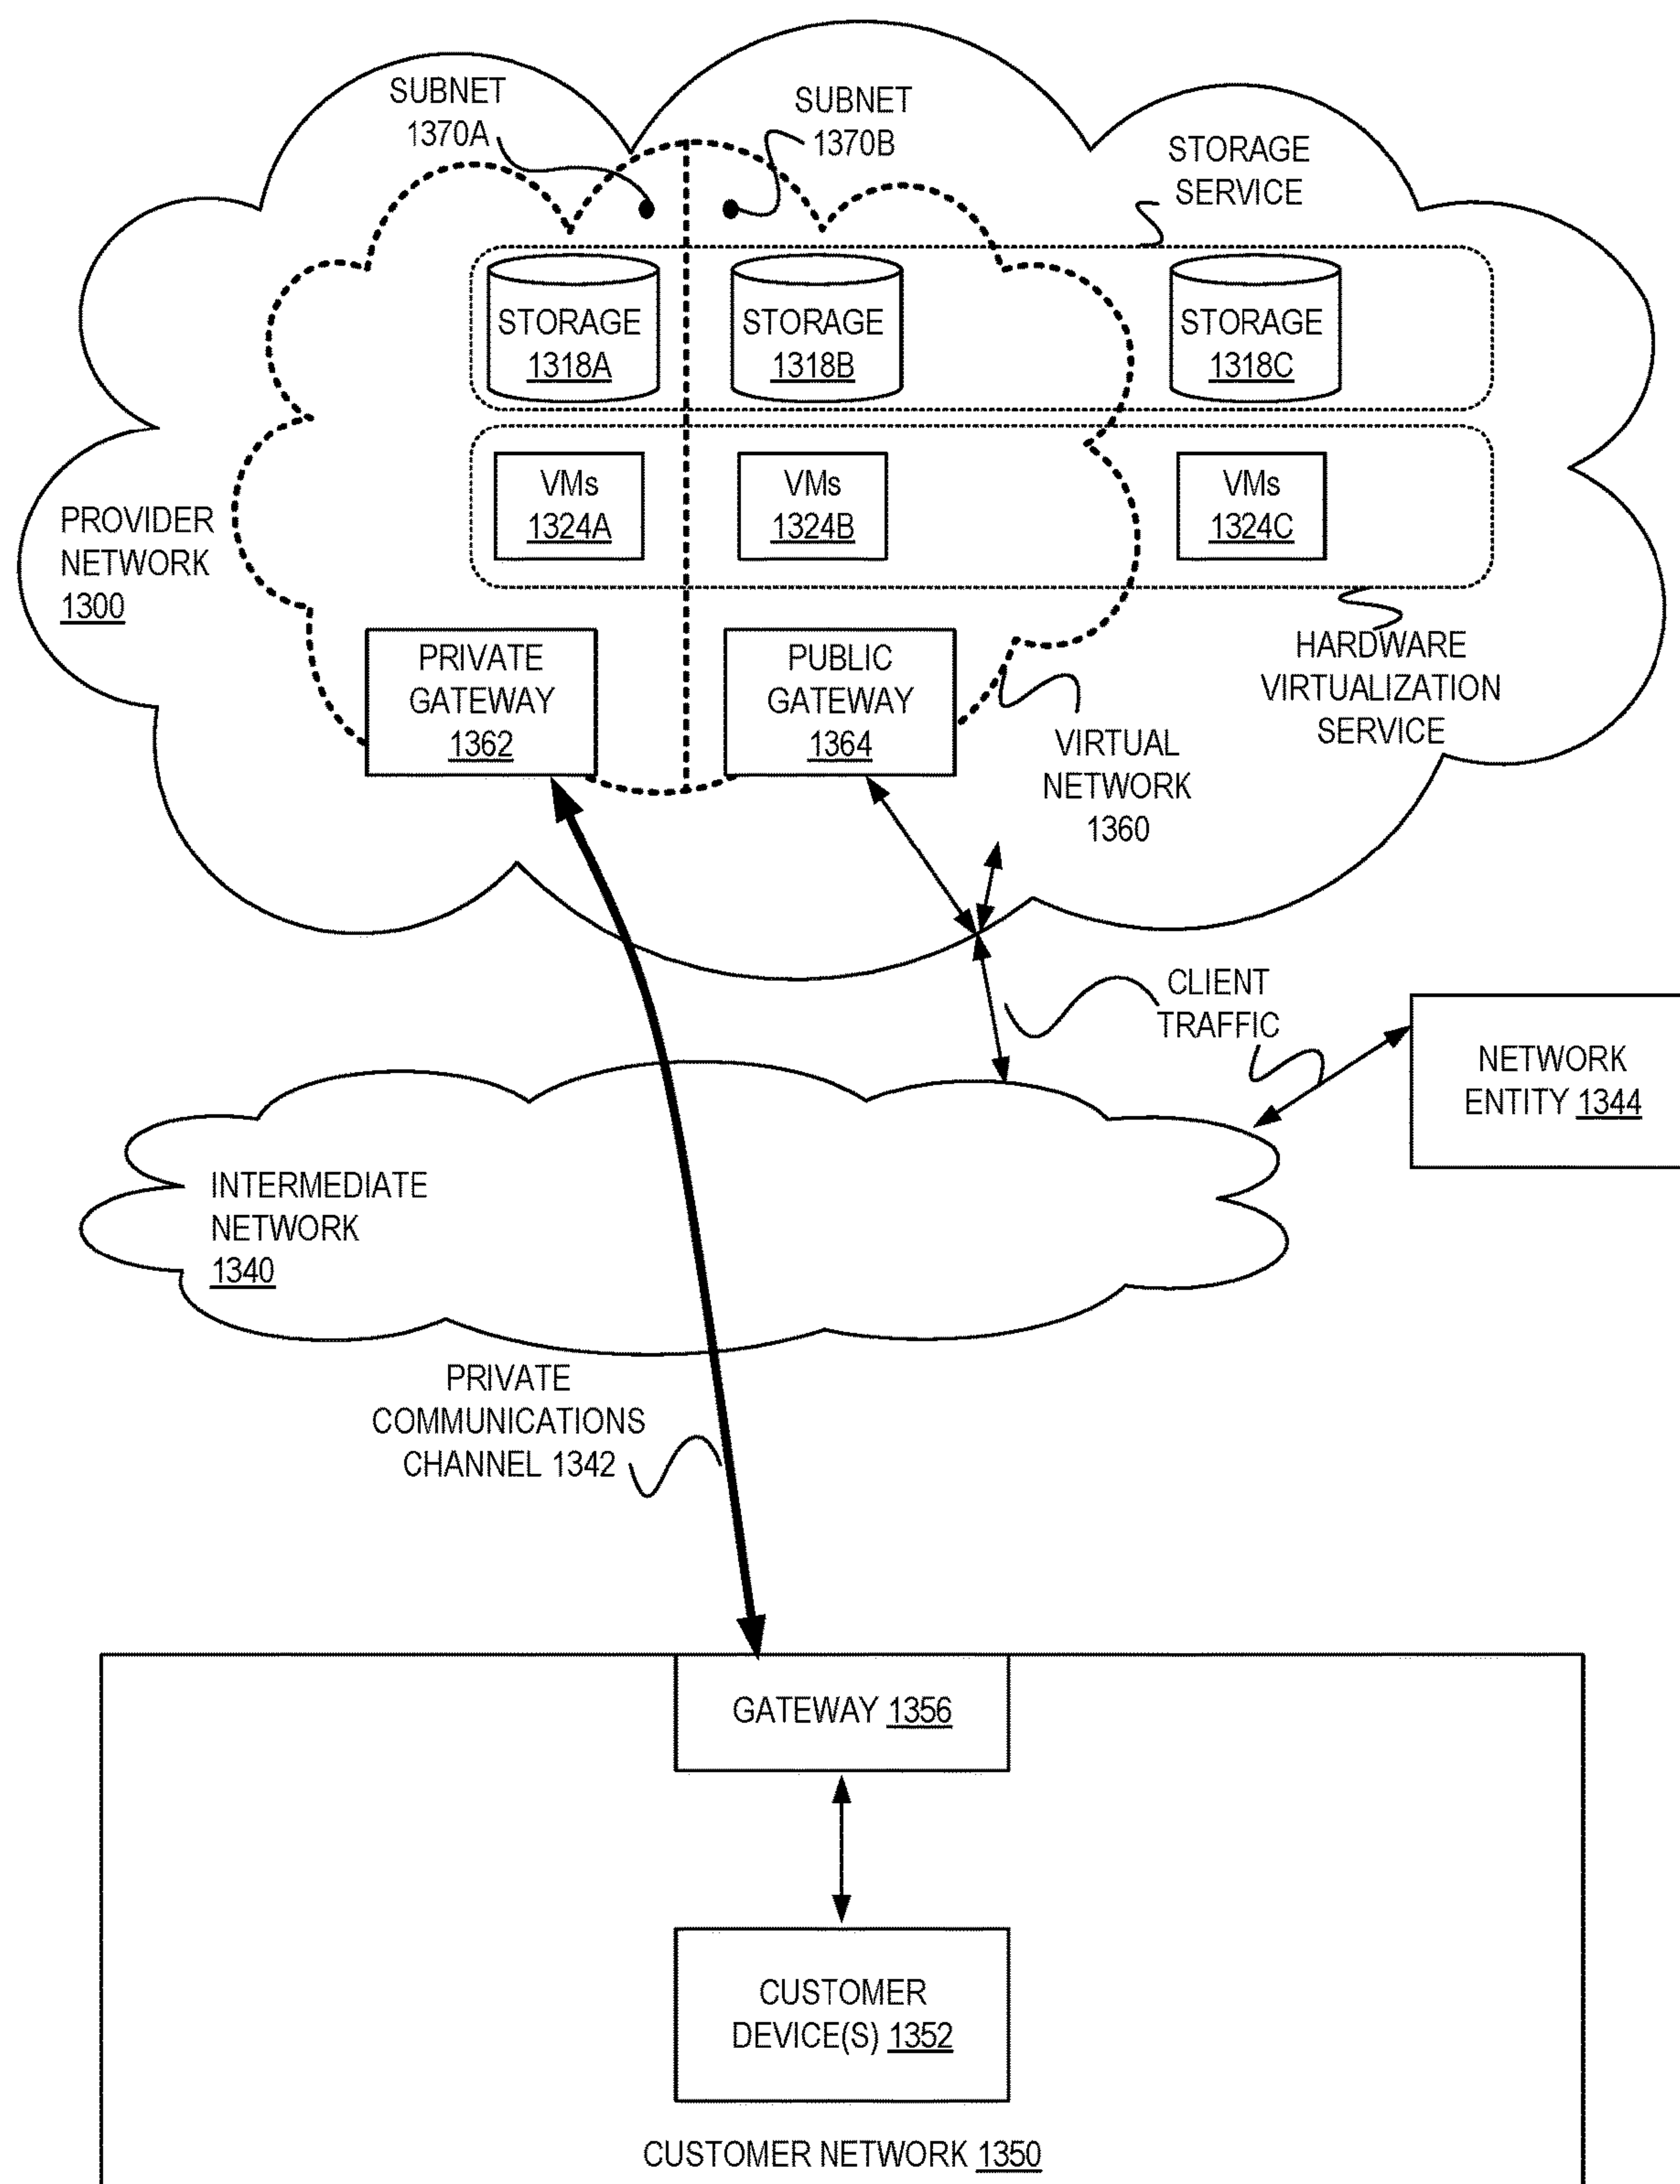 SUBNET
1370A
SUBNET
1370B
STORAGE
SERVICE
STORAGE
1318A
STORAGE
1318B
STORAGE
1318C
VMs
1324A
VMs
1324B
VMs
1324C
PROVIDER
NETWORK
1300
PRIVATE
GATEWAY
1362
PUBLIC
GATEWAY
1364
HARDWARE
VIRTUALIZATION
SERVICE
VIRTUAL
NETWORK
1360
CLIENT
TRAFFIC
NETWORK
ENTITY 1344
INTERMEDIATE
NETWORK
1340
PRIVATE
COMMUNICATIONS
CHANNEL 1342
GATEWAY 1356
CUSTOMER
DEVICE(S) 1352
CUSTOMER NETWORK 1350